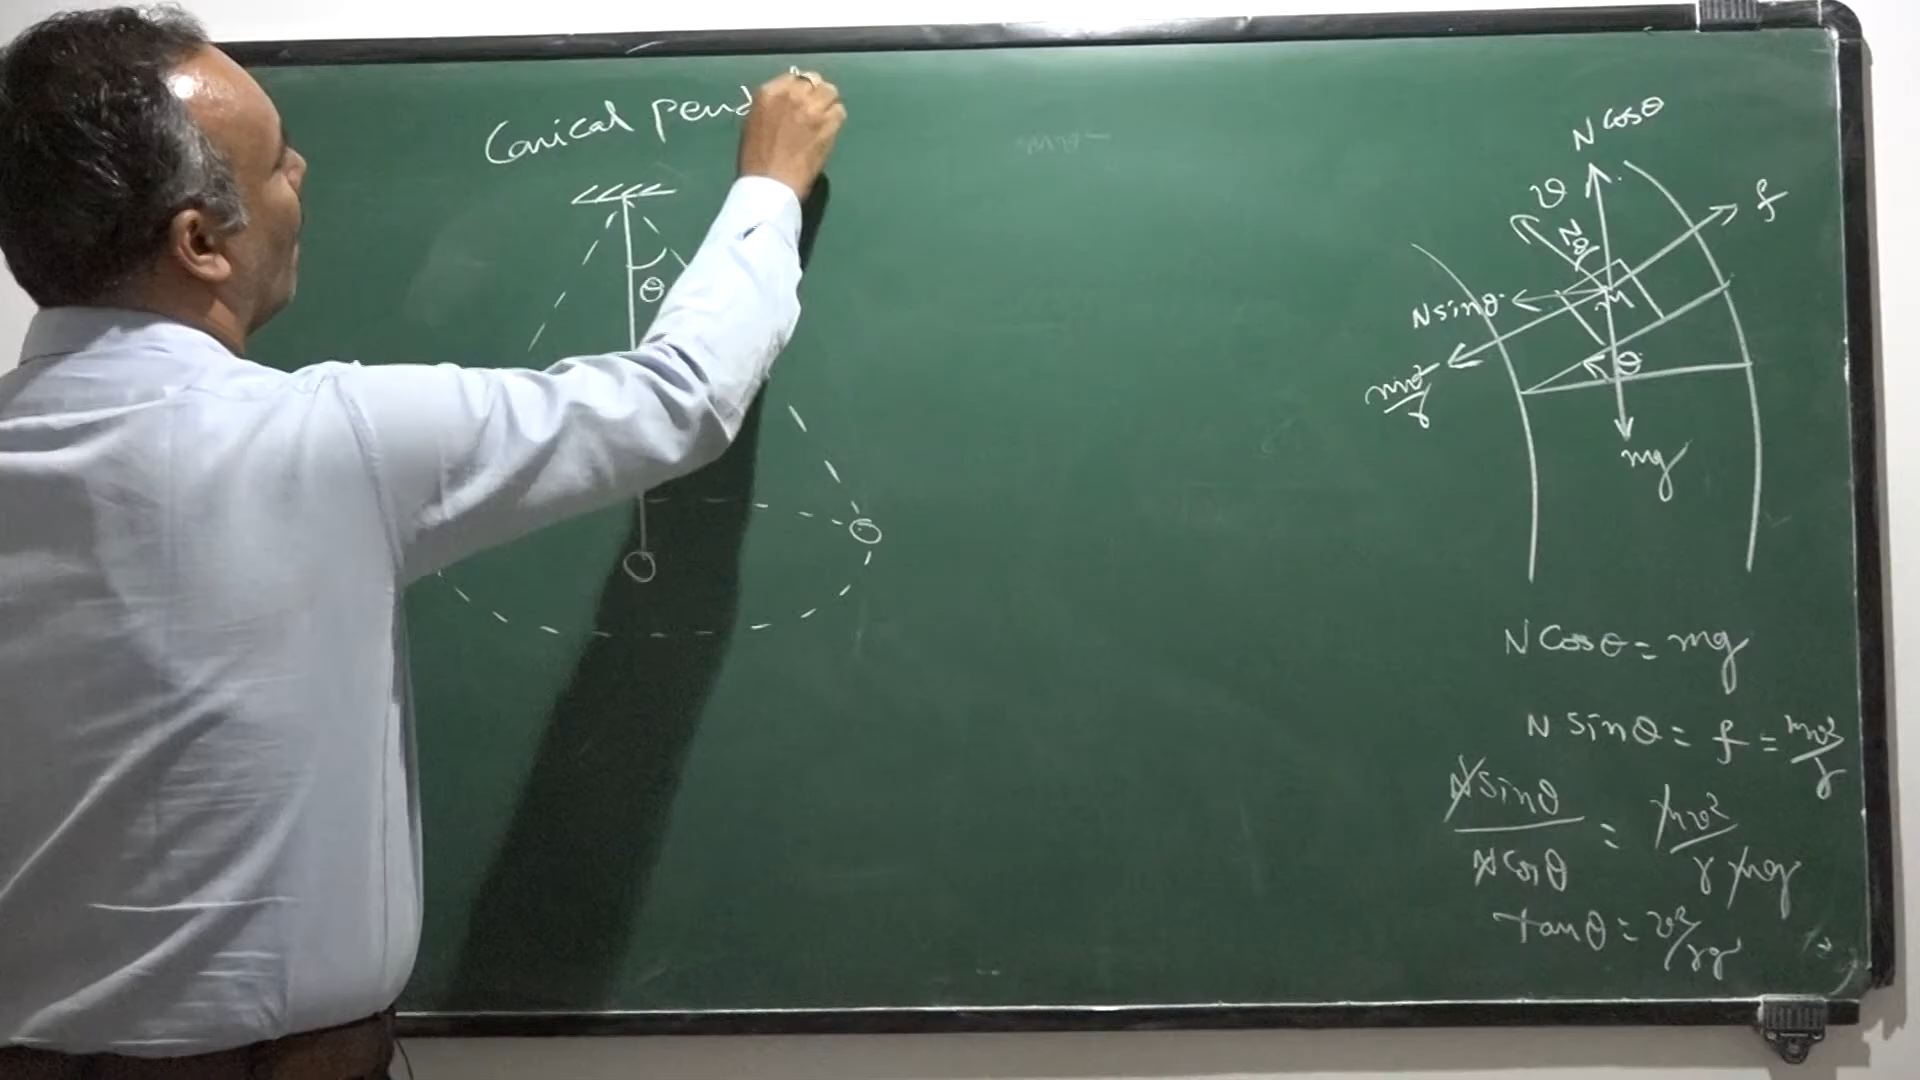 Conical pend
θ
N cosθ
v
f
N
θ
N sinθ
M
mv²/r
θ
mg
N Cosθ = mg
N Sinθ = f = mv²/r
N sinθ / N Cosθ = mv² / r mg
tanθ = v²/rg